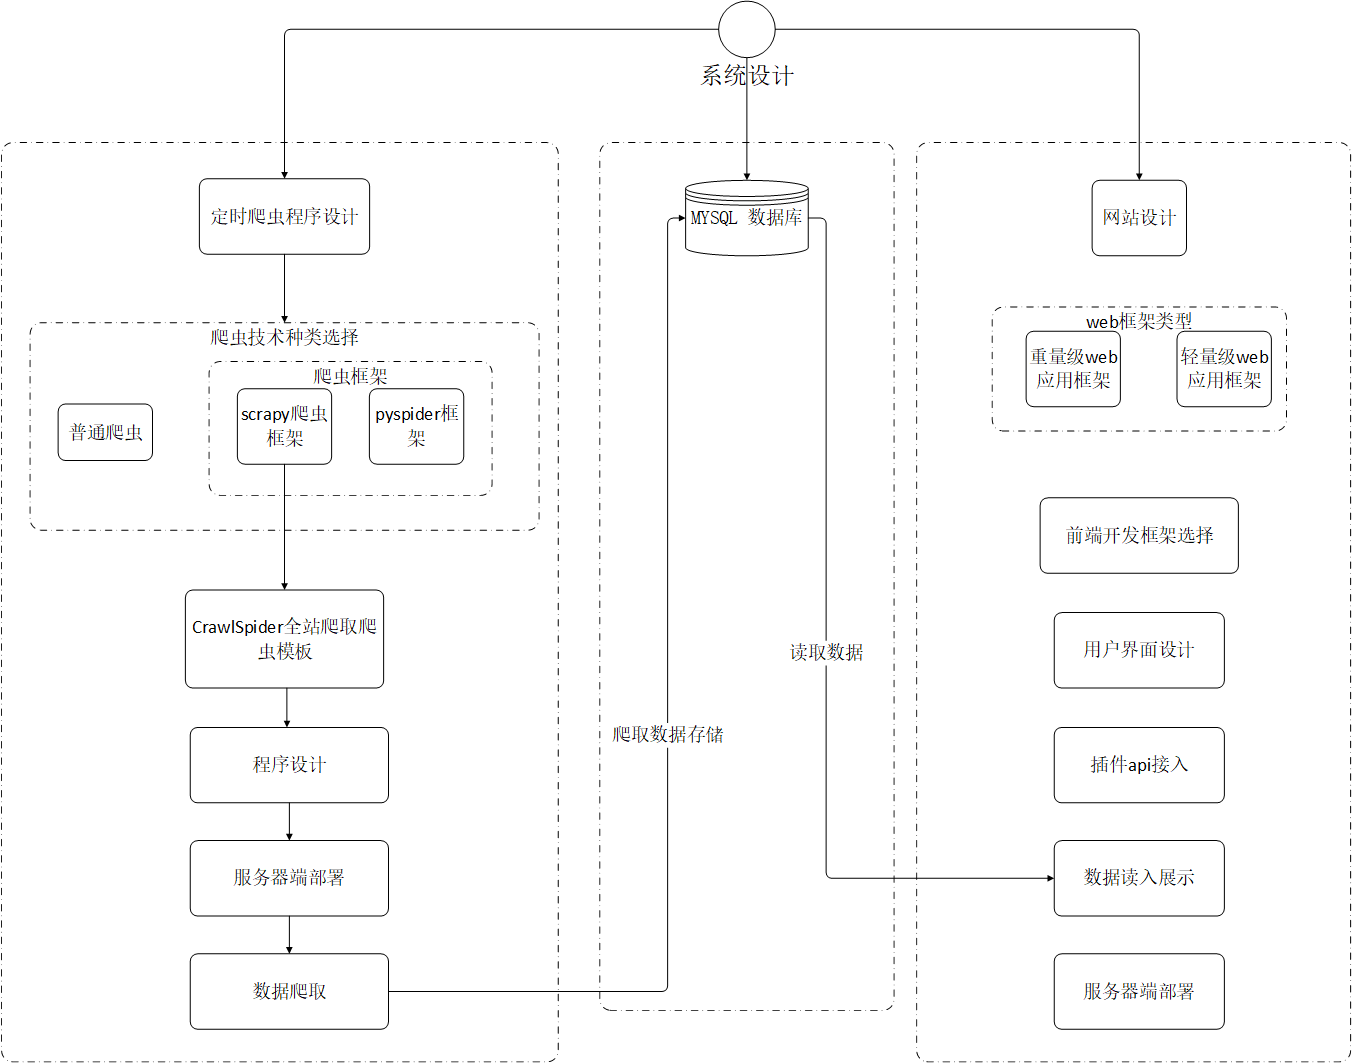 系统设计
定时爬虫程序设计
爬虫技术种类选择
爬虫框架
普通爬虫
scrapy爬虫
框架
pyspider框
架
CrawlSpider全站爬取爬
虫模板
程序设计
服务器端部署
数据爬取
MYSQL 数据库
爬取数据存储
读取数据
网站设计
web框架类型
重量级web
应用框架
轻量级web
应用框架
前端开发框架选择
用户界面设计
插件api接入
数据读入展示
服务器端部署